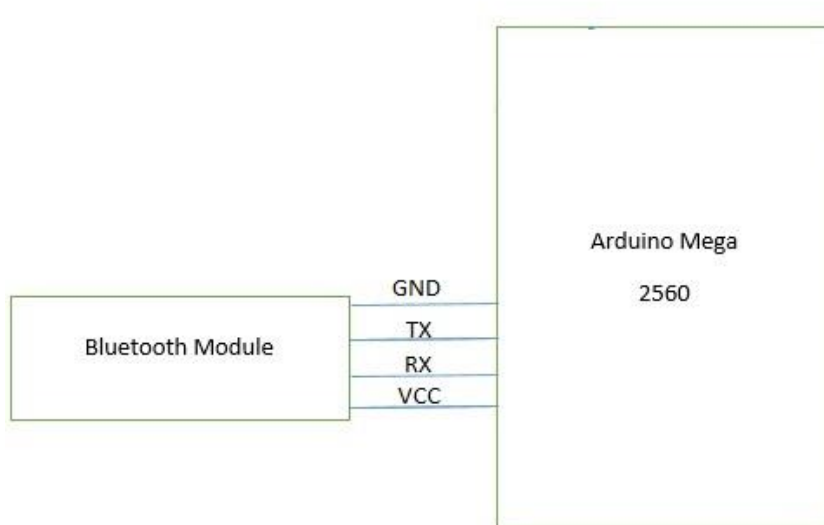 Arduino Mega
2560
GND
TX
RX
VCC
Bluetooth Module